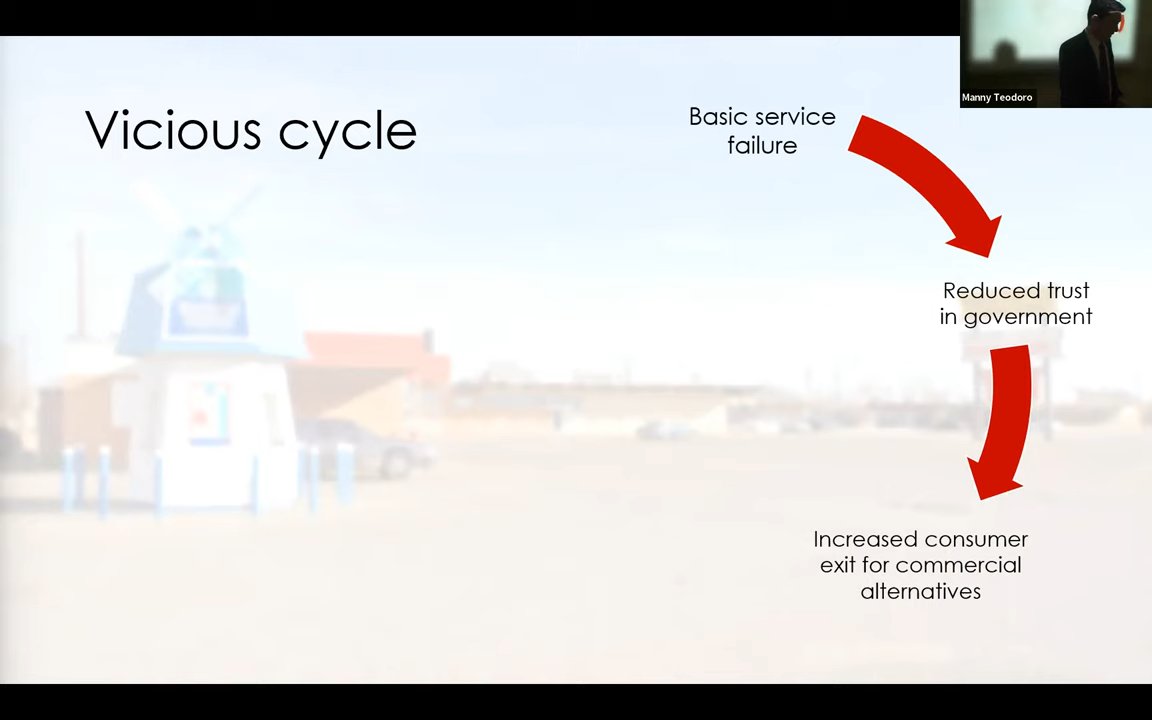 Vicious cycle
Basic service
failure
Manny Teodoro
Reduced trust
in government
Increased consumer
exit for commercial
alternatives